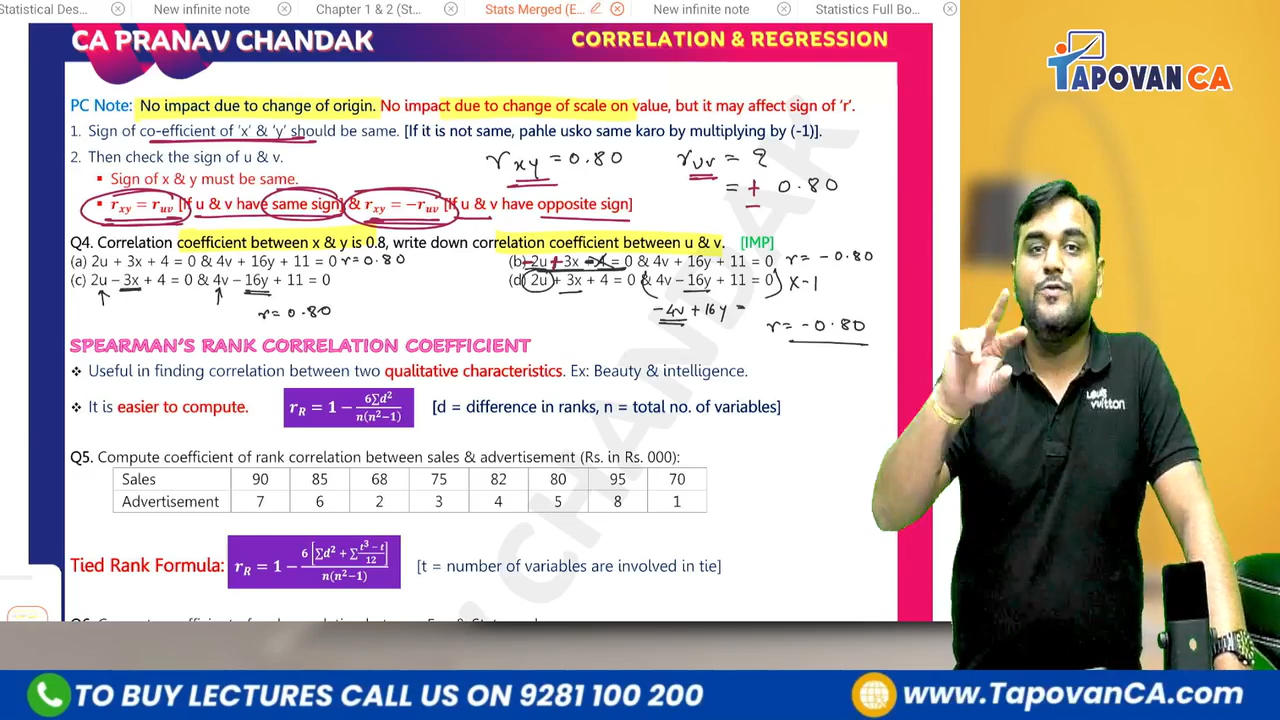 Statistical Des... New infinite note Chapter 1 & 2 (St... Stats Merged (E... New infinite note Statistics Full Bo...
CA PRANAV CHANDAK CORRELATION & REGRESSION
TAPOVAN CA
PC Note: No impact due to change of origin. No impact due to change of scale on value, but it may affect sign of 'r'.
1. Sign of co-efficient of 'x' & 'y' should be same. [If it is not same, pahle usko same karo by multiplying by (-1)].
2. Then check the sign of u & v.
r xy = 0.80 r uv = ?
▪ Sign of x & y must be same.
= + 0.80
▪ rxy = ruv [If u & v have same sign] & rxy = −ruv [If u & v have opposite sign]
Q4. Correlation coefficient between x & y is 0.8, write down correlation coefficient between u & v. [IMP]
(a) 2u + 3x + 4 = 0 & 4v + 16y + 11 = 0 r = 0.80 (b) - 2u + 3x - 4 = 0 & 4v + 16y + 11 = 0 r = - 0.80
(c) 2u − 3x + 4 = 0 & 4v − 16y + 11 = 0 (d) 2u + 3x + 4 = 0 & (4v − 16y + 11 = 0) x -1
r = 0.80 -4v + 16y =
r = - 0.80
SPEARMAN'S RANK CORRELATION COEFFICIENT
❖ Useful in finding correlation between two qualitative characteristics. Ex: Beauty & intelligence.
❖ It is easier to compute. rR = 1 − 6∑d²/n(n²−1) [d = difference in ranks, n = total no. of variables]
Q5. Compute coefficient of rank correlation between sales & advertisement (Rs. in Rs. 000):
Sales 90 85 68 75 82 80 95 70
Advertisement 7 6 2 3 4 5 8 1
Tied Rank Formula: rR = 1 − 6[∑d² + ∑(t³−t)/12]/n(n²−1) [t = number of variables are involved in tie]
CHANDAK
Louis Vuitton
TO BUY LECTURES CALL US ON 9281 100 200 www.TapovanCA.com